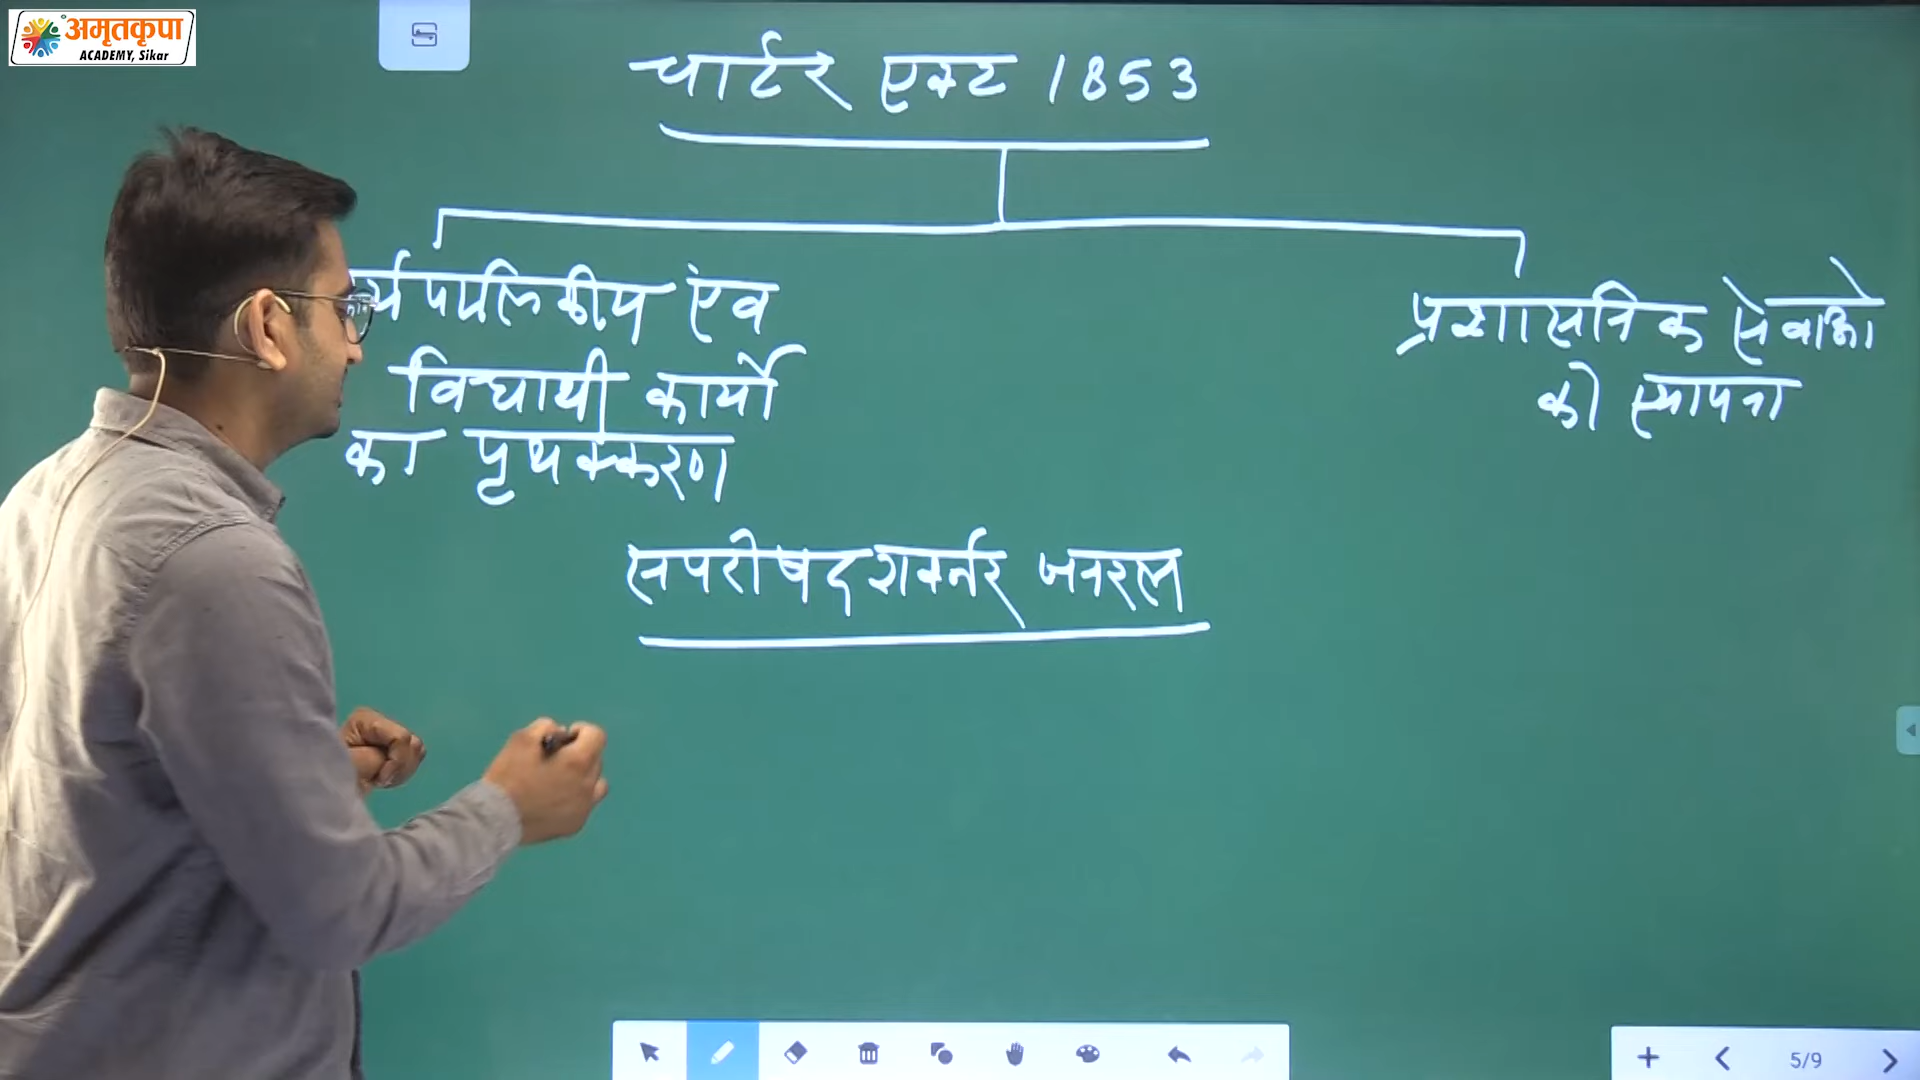 अमृतकृपा
ACADEMY, Sikar
चार्टर एक्ट 1853
र्यपालिकीय एंव
विधायी कार्यो
का पृथक्करण
प्रशासनिक सेवाओ
की स्थापना
सपरीषद गवर्नर जनरल
5/9